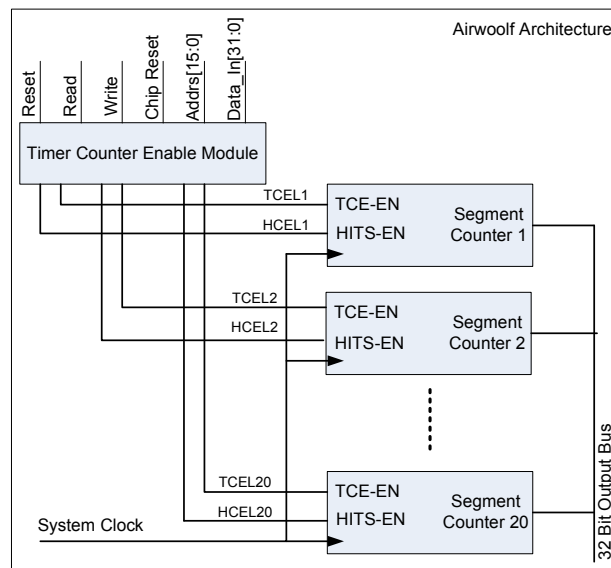 Airwoolf Architecture
Reset
Read
Write
Chip Reset
Addrs[15:0]
Data_In[31:0]
Timer Counter Enable Module
TCEL1
HCEL1
TCE-EN
HITS-EN
Segment
Counter 1
TCEL2
HCEL2
TCE-EN
HITS-EN
Segment
Counter 2
TCEL20
HCEL20
TCE-EN
HITS-EN
Segment
Counter 20
System Clock
32 Bit Output Bus